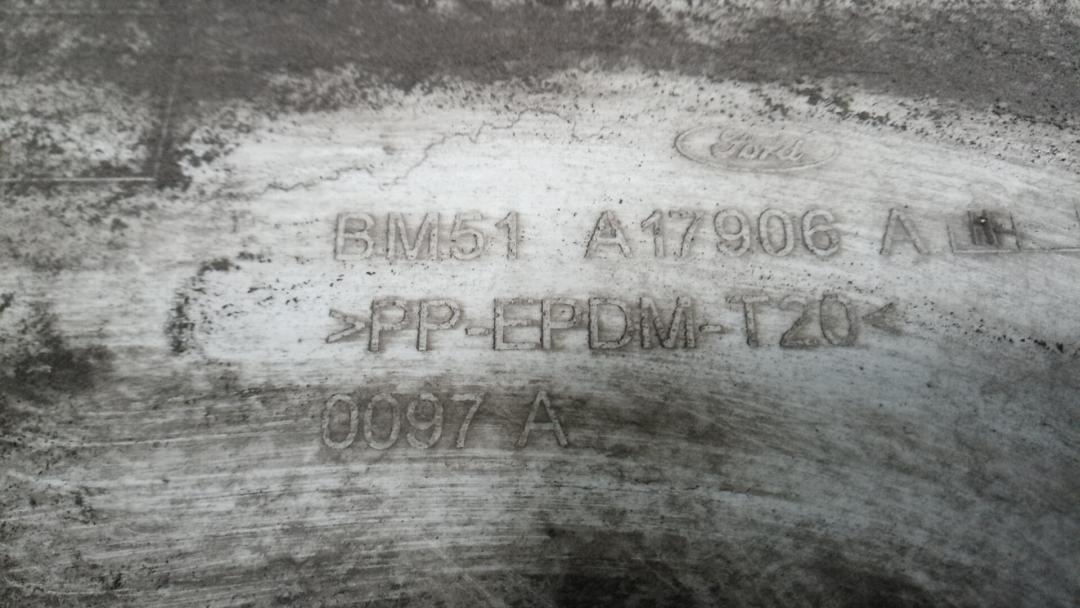 Ford
BM51 A17906 A
>PP-EPDM-T20<
0097 A